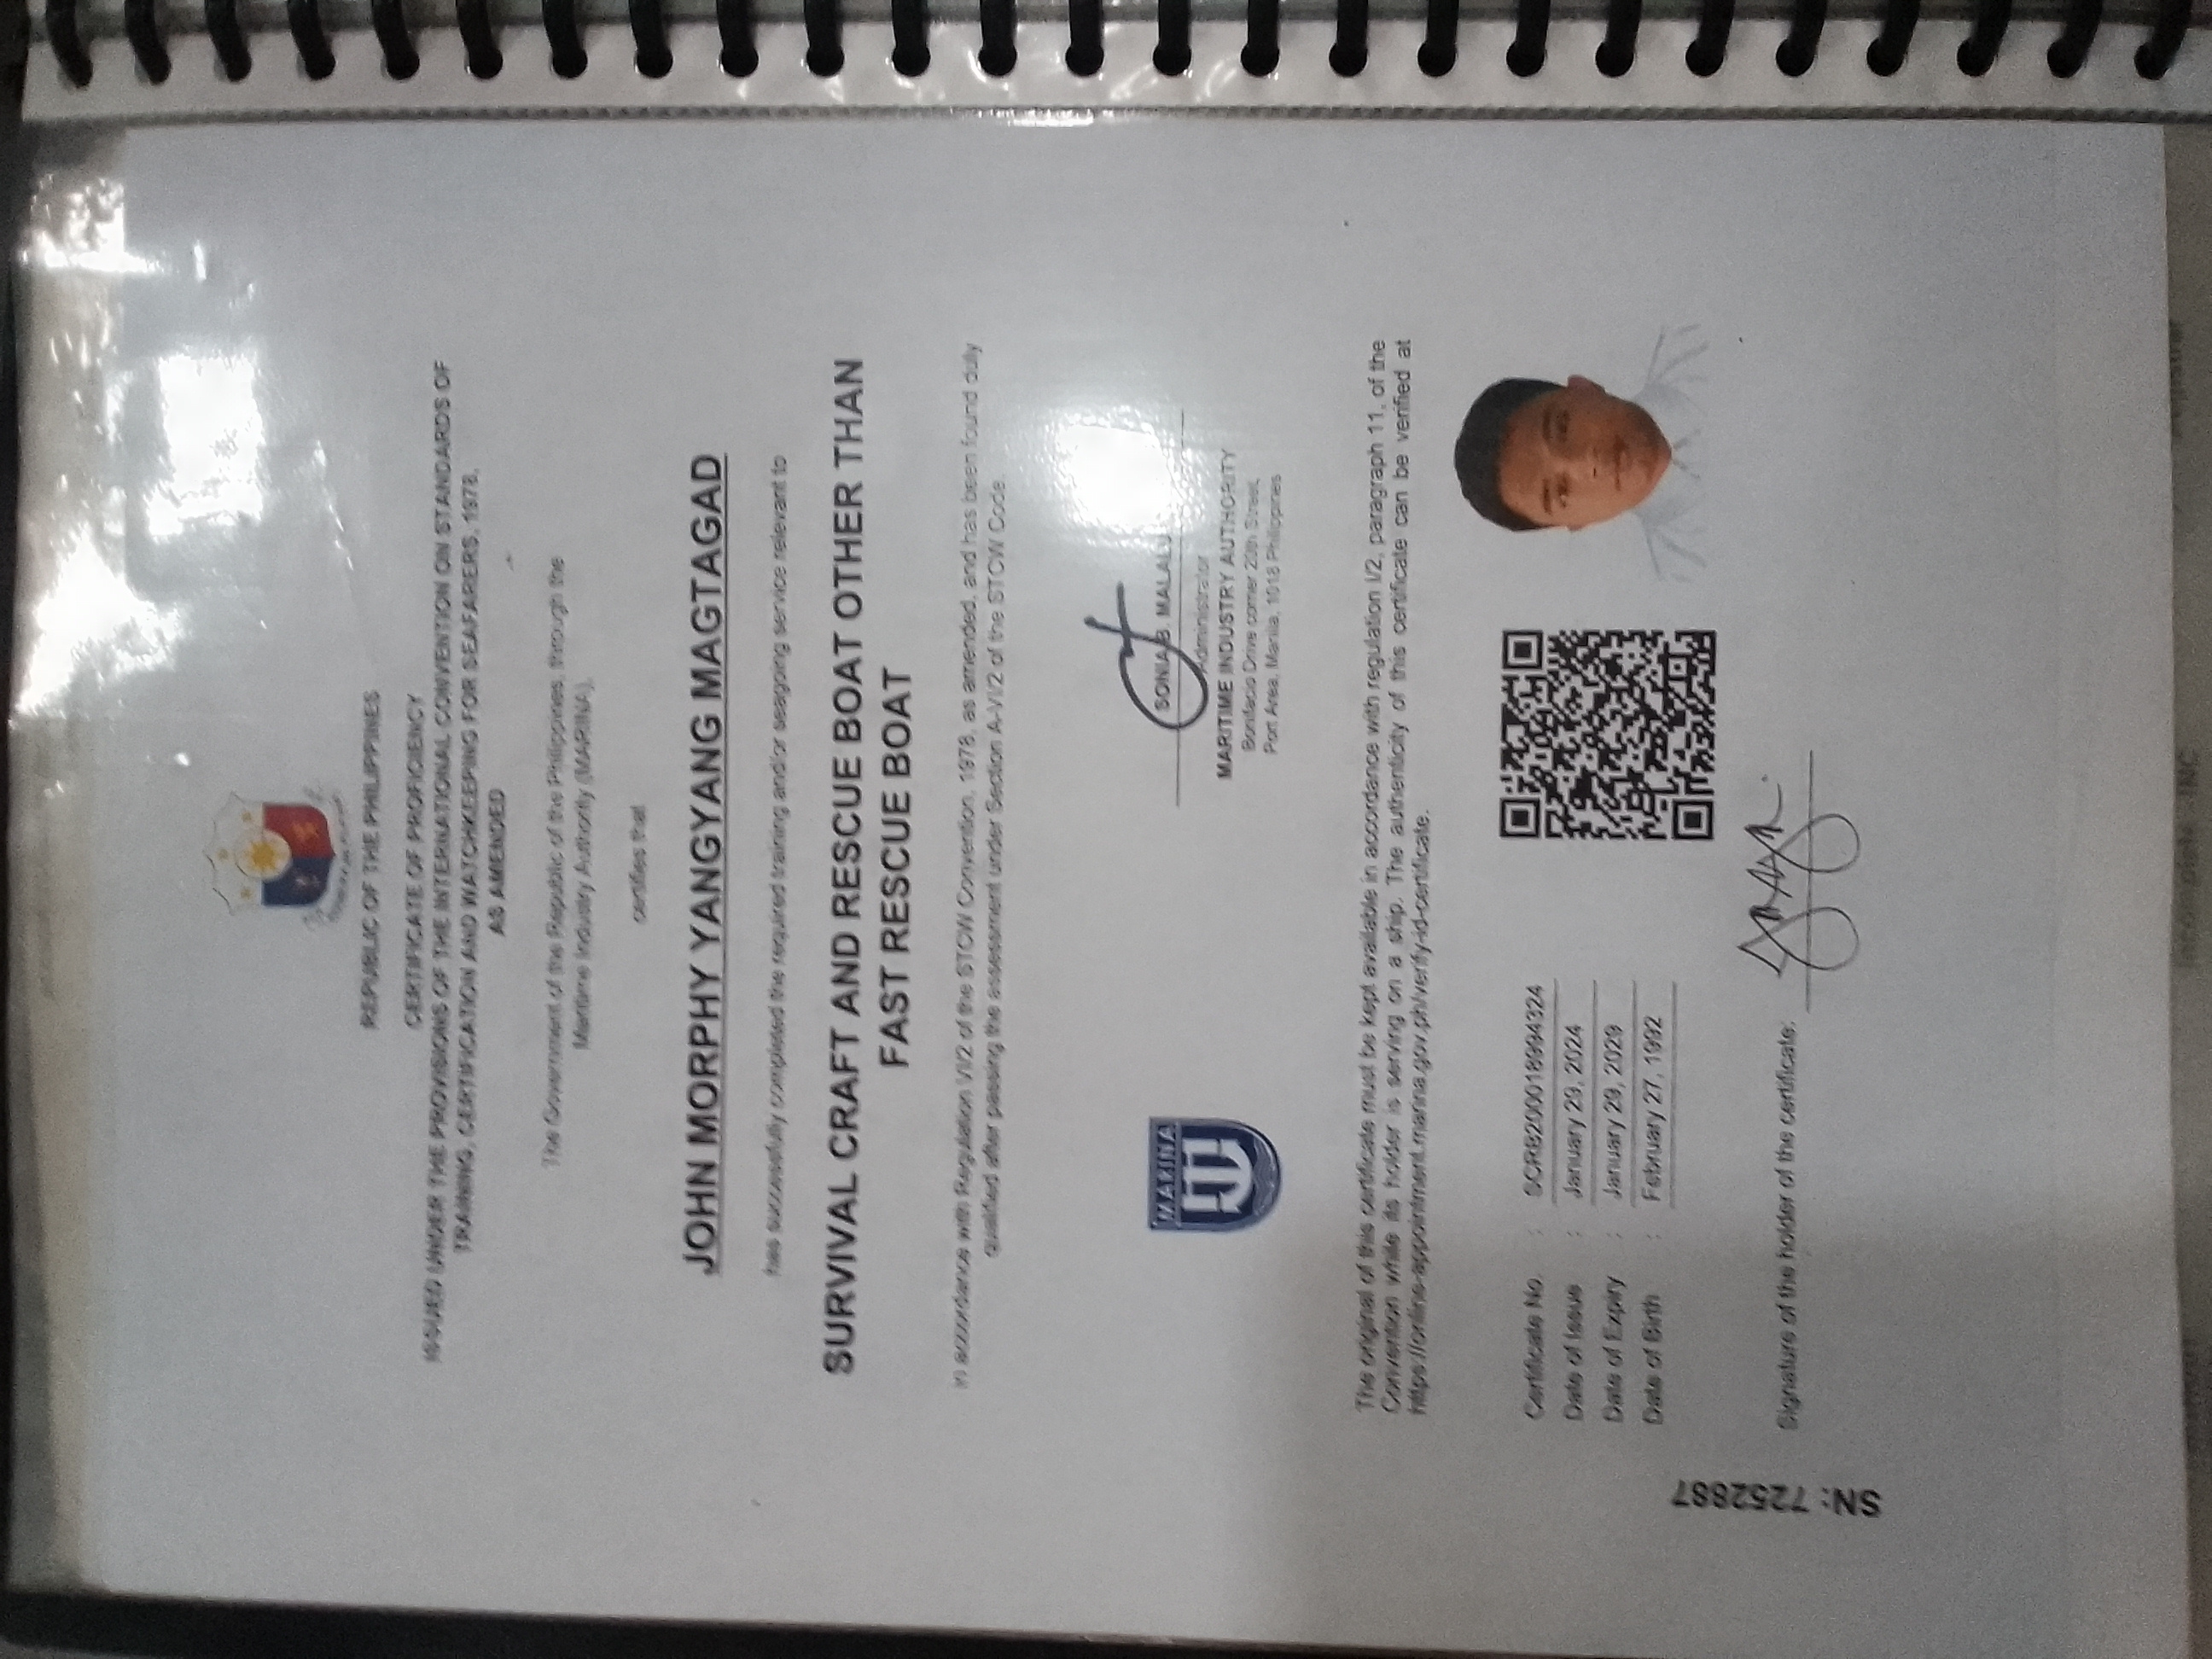 REPUBLIC OF THE PHILIPPINES
CERTIFICATE OF PROFICIENCY
ISSUED UNDER THE PROVISIONS OF THE INTERNATIONAL CONVENTION ON STANDARDS OF
TRAINING, CERTIFICATION AND WATCHKEEPING FOR SEAFARERS, 1978,
AS AMENDED
The Government of the Republic of the Philippines, through the
Maritime Industry Authority (MARINA),
certifies that
JOHN MORPHY YANGYANG MAGTAGAD
has successfully completed the required training and/or seagoing service relevant to
SURVIVAL CRAFT AND RESCUE BOAT OTHER THAN
FAST RESCUE BOAT
in accordance with Regulation VI/2 of the STCW Convention, 1978, as amended, and has been found duly
qualified after passing the assessment under Section A-VI/2 of the STCW Code.
SONIA B.
Administrator
MARITIME INDUSTRY AUTHORITY
Bonifacio Drive corner 20th Street,
Port Area, Manila, 1018 Philippines
MARINA
The original of this certificate must be kept available in accordance with regulation I/2, paragraph 11, of the
Convention while its holder is serving on a ship. The authenticity of this certificate can be verified at
https://online-appointment.marina.gov.ph/verify-id-certificate.
Certificate No. : SCRB200018994324
Date of Issue : January 29, 2024
Date of Expiry : January 29, 2029
Date of Birth : February 27, 1992
Signature of the holder of the certificate:
SN: 7252887